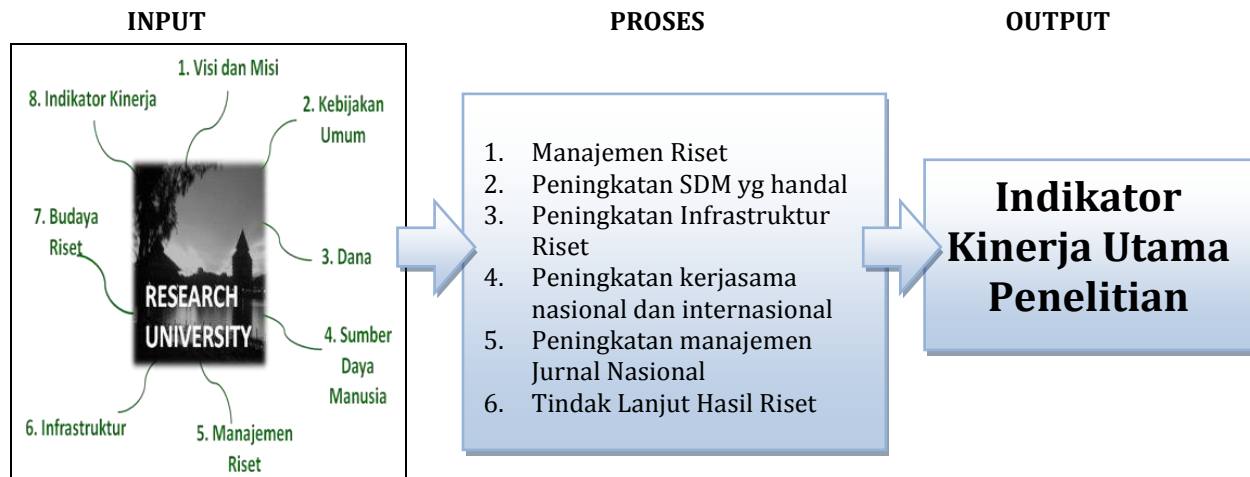 INPUT
PROSES
OUTPUT
1. Visi dan Misi
8. Indikator Kinerja
2. Kebijakan
Umum
7. Budaya
Riset
3. Dana
RESEARCH
UNIVERSITY
4. Sumber
Daya
Manusia
6. Infrastruktur
5. Manajemen
Riset
1. Manajemen Riset
2. Peningkatan SDM yg handal
3. Peningkatan Infrastruktur
Riset
4. Peningkatan kerjasama
nasional dan internasional
5. Peningkatan manajemen
Jurnal Nasional
6. Tindak Lanjut Hasil Riset
Indikator
Kinerja Utama
Penelitian